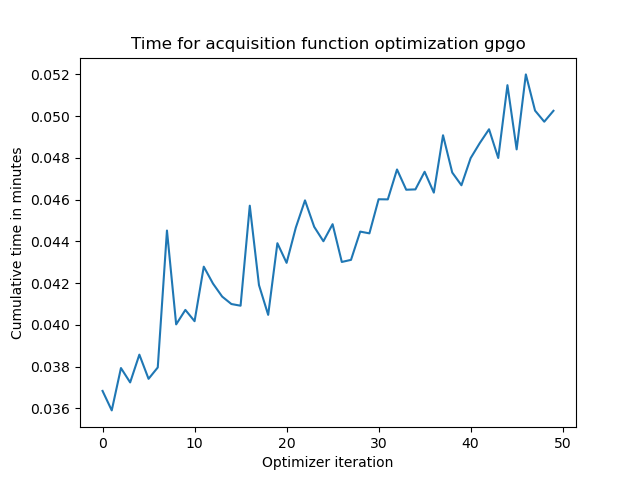 Time for acquisition function optimization gpgo
0.052
0.050
0.048
0.046
0.044
0.042
0.040
0.038
0.036
Cumulative time in minutes
0 10 20 30 40 50
Optimizer iteration